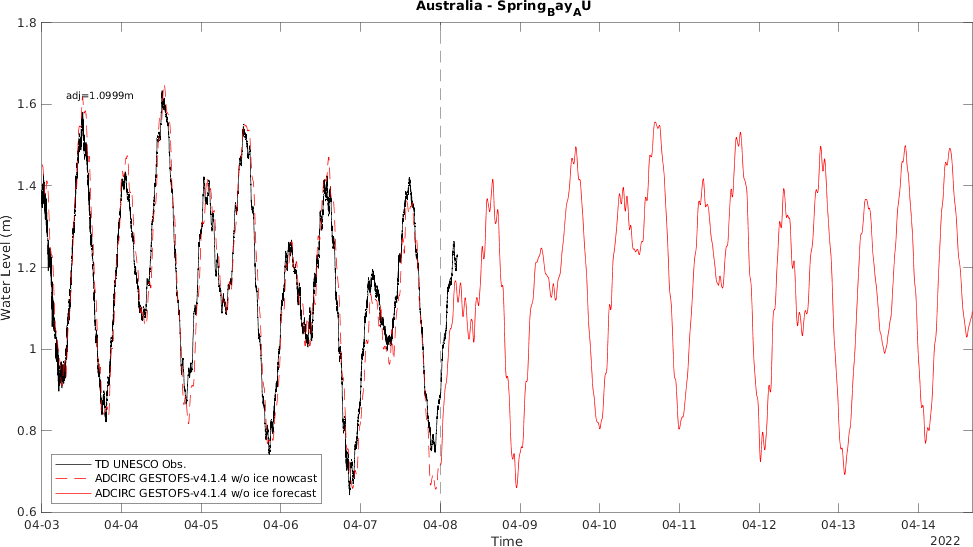 Australia - SpringBayAU
1.8
adj=1.0999m
1.6
1.4
1.2
1
0.8
0.6
Water Level (m)
TD UNESCO Obs.
ADCIRC GESTOFS-v4.1.4 w/o ice nowcast
ADCIRC GESTOFS-v4.1.4 w/o ice forecast
04-03 04-04 04-05 04-06 04-07 04-08 04-09 04-10 04-11 04-12 04-13 04-14
Time
2022